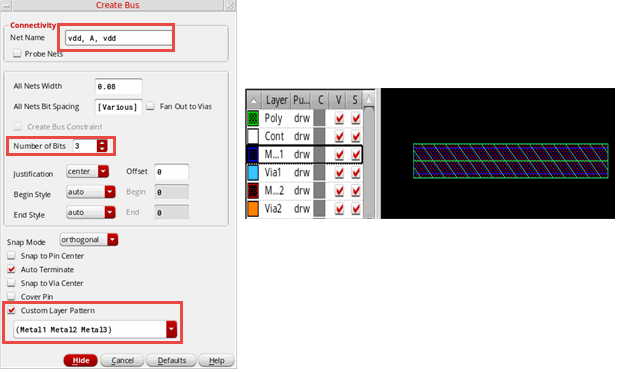 Create Bus
Connectivity
Net Name vdd, A, vdd
Probe Nets
All Nets Width 0.08
All Nets Bit Spacing [Various] Fan Out to Vias
Create Bus Constraint
Number of Bits 3
Justification center Offset 0
Begin Style auto Begin 0
End Style auto End 0
Snap Mode orthogonal
Snap to Pin Center
Auto Terminate
Snap to Via Center
Cover Pin
Custom Layer Pattern
(Metal1 Metal2 Metal3)
Hide Cancel Defaults Help
Layer Pu... C V S
Poly drw
Cont drw
M...1 drw
Via1 drw
M...2 drw
Via2 drw